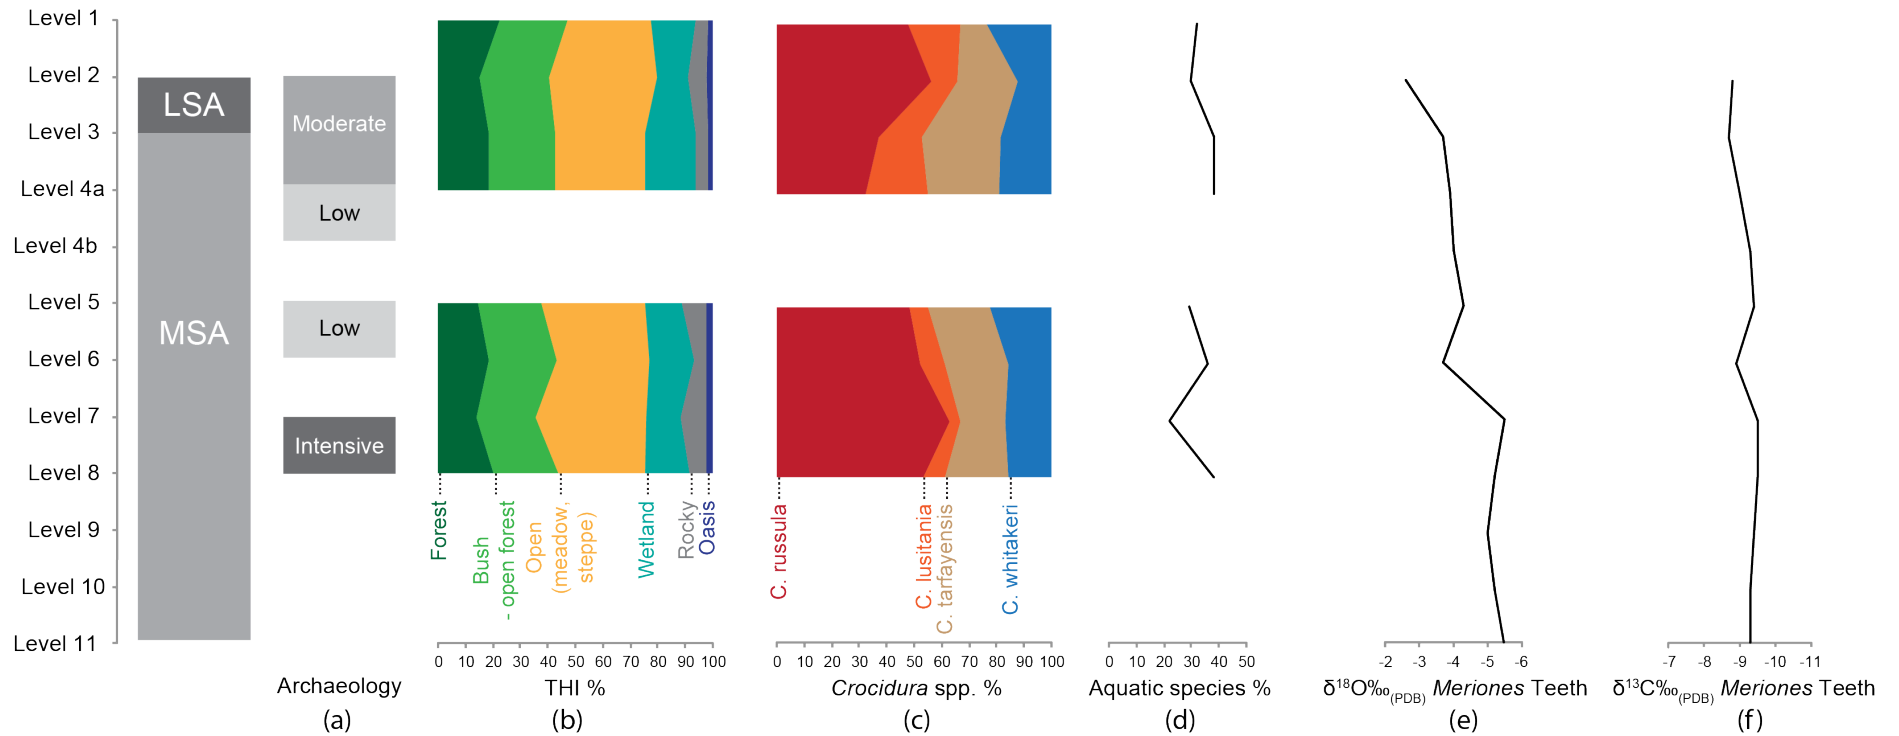 Level 1
Level 2
Level 3
Level 4a
Level 4b
Level 5
Level 6
Level 7
Level 8
Level 9
Level 10
Level 11
LSA
MSA
Moderate
Low
Low
Intensive
Archaeology
(a)
Forest
Bush
- open forest
Open
(meadow,
steppe)
Wetland
Rocky
Oasis
0 10 20 30 40 50 60 70 80 90 100
THI %
(b)
C. russula
C. lusitania
C. tarfayensis
C. whitakeri
0 10 20 30 40 50 60 70 80 90 100
Crocidura spp. %
(c)
0 10 20 30 40 50
Aquatic species %
(d)
-2 -3 -4 -5 -6
δ¹⁸O‰(PDB) Meriones Teeth
(e)
-7 -8 -9 -10 -11
δ¹³C‰(PDB) Meriones Teeth
(f)